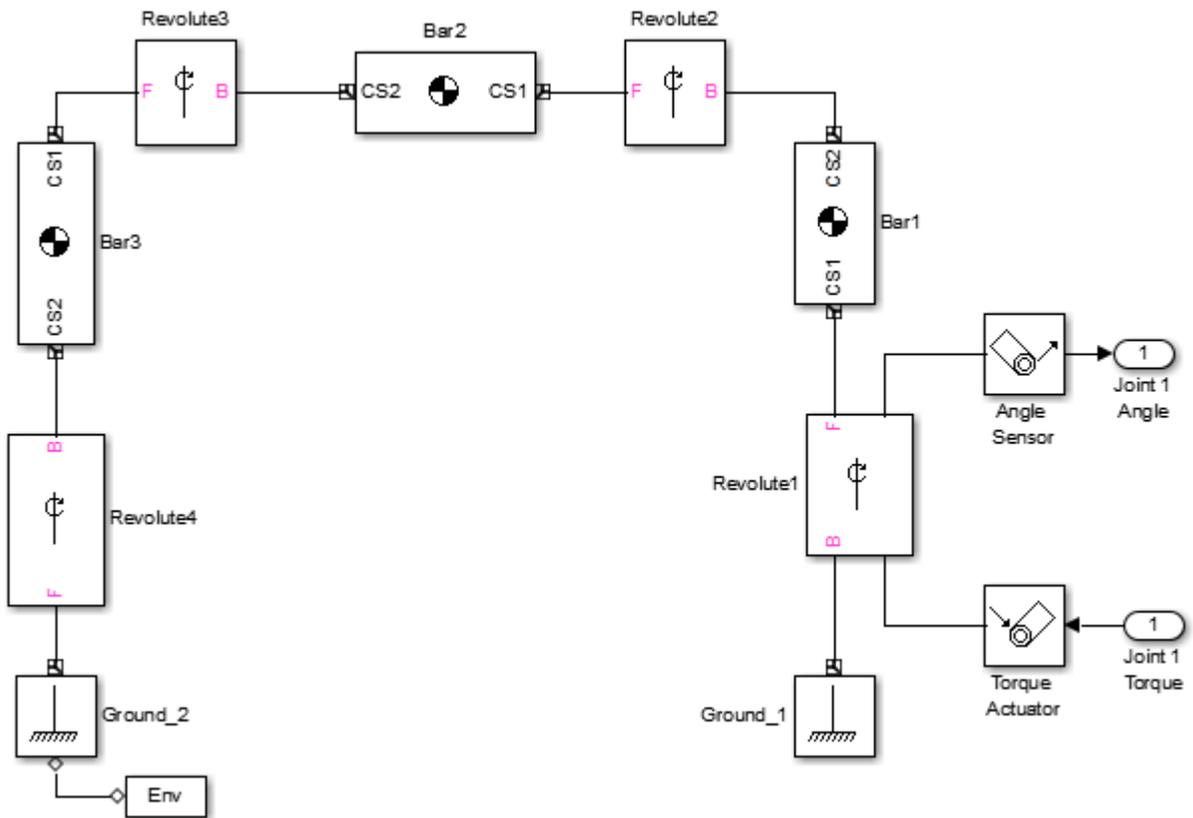 Revolute3
Bar2
Revolute2
F
B
CS2
CS1
F
B
CS1
CS2
Bar3
CS2
CS2
CS1
Bar1
1
Joint 1
Angle
Angle
Sensor
B
F
Revolute4
F
B
Revolute1
Ground_2
Ground_1
1
Joint 1
Torque
Torque
Actuator
Env